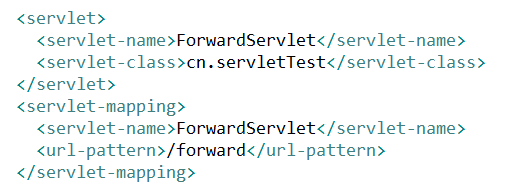 <servlet>
<servlet-name>ForwardServlet</servlet-name>
<servlet-class>cn.servletTest</servlet-class>
</servlet>
<servlet-mapping>
<servlet-name>ForwardServlet</servlet-name>
<url-pattern>/forward</url-pattern>
</servlet-mapping>